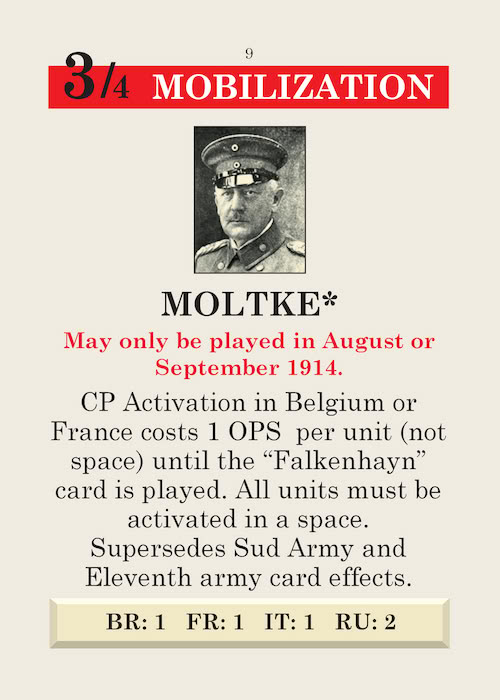 9
3/4 MOBILIZATION
MOLTKE*
May only be played in August or
September 1914.
CP Activation in Belgium or
France costs 1 OPS per unit (not
space) until the “Falkenhayn”
card is played. All units must be
activated in a space.
Supersedes Sud Army and
Eleventh army card effects.
BR: 1 FR: 1 IT: 1 RU: 2